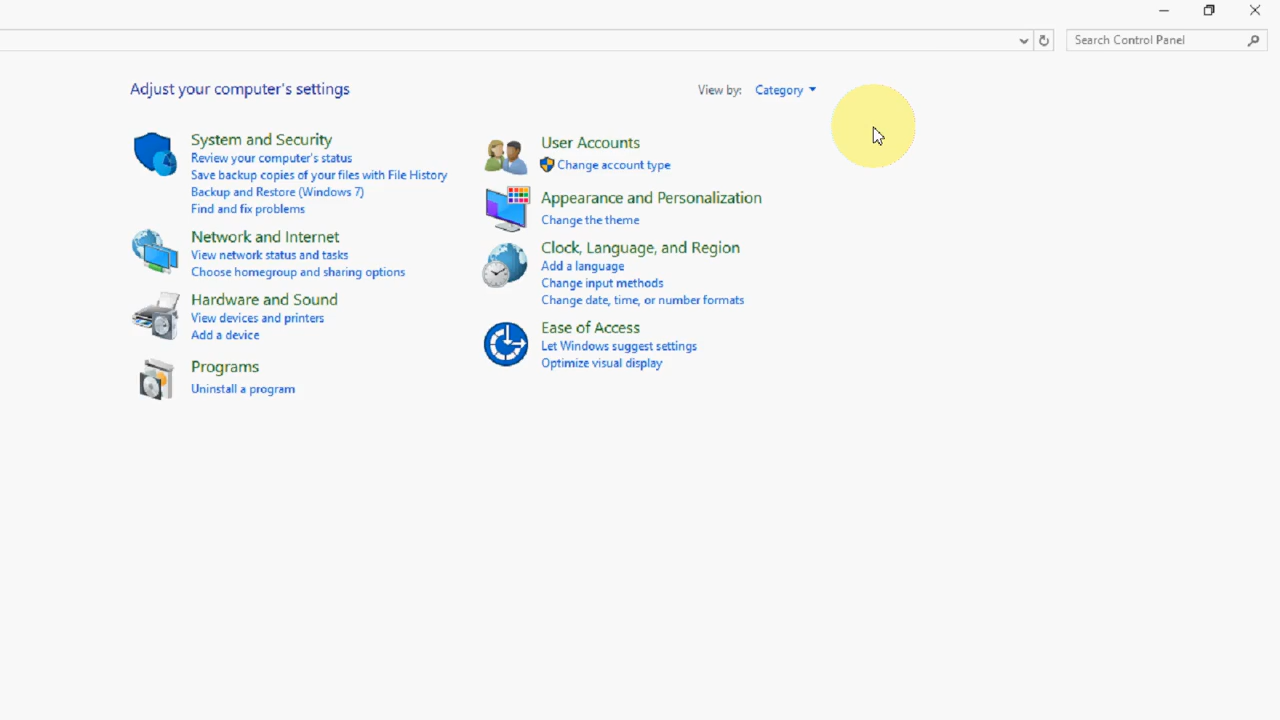 Search Control Panel
Adjust your computer's settings
View by: Category
System and Security
Review your computer's status
Save backup copies of your files with File History
Backup and Restore (Windows 7)
Find and fix problems
Network and Internet
View network status and tasks
Choose homegroup and sharing options
Hardware and Sound
View devices and printers
Add a device
Programs
Uninstall a program
User Accounts
Change account type
Appearance and Personalization
Change the theme
Clock, Language, and Region
Add a language
Change input methods
Change date, time, or number formats
Ease of Access
Let Windows suggest settings
Optimize visual display